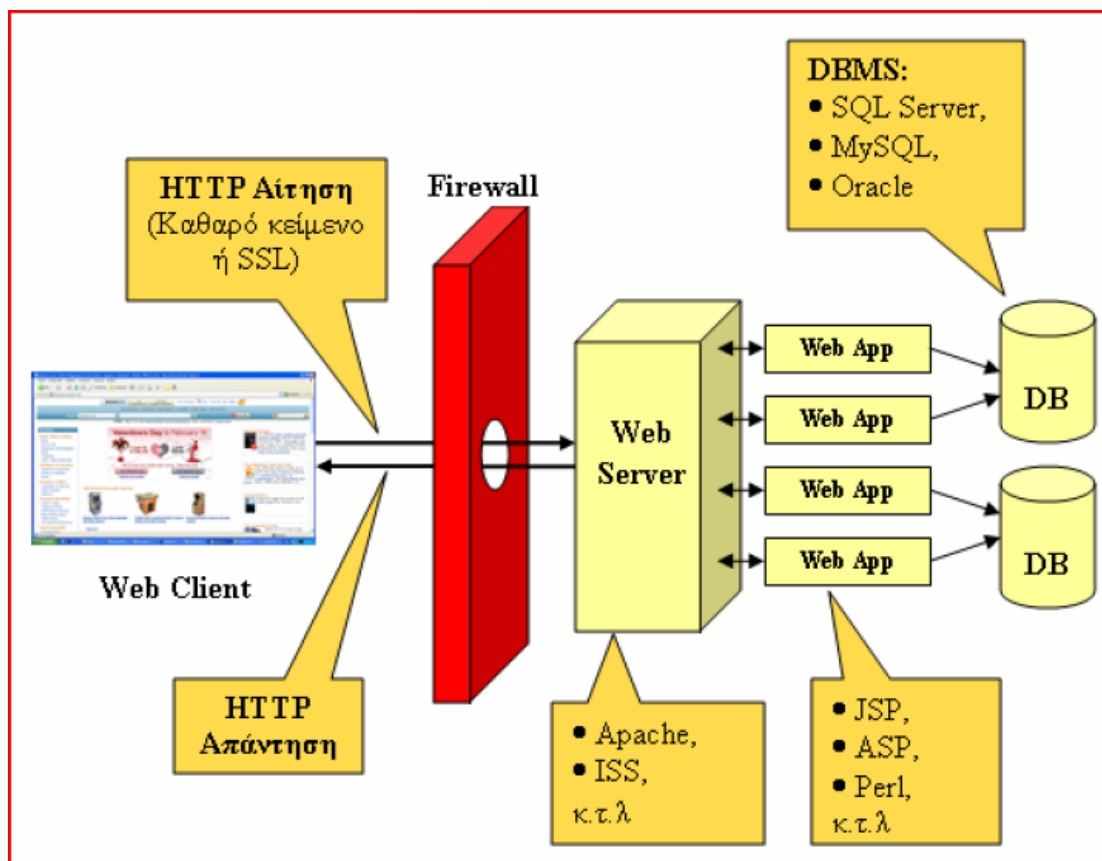 DBMS:
• SQL Server,
• MySQL,
• Oracle
HTTP Αίτηση
(Καθαρό κείμενο
ή SSL)
Firewall
Web App
Web App
Web App
Web App
DB
DB
Web
Server
Web Client
HTTP
Απάντηση
• Apache,
• ISS,
κ.τ.λ
• JSP,
• ASP,
• Perl,
κ.τ.λ